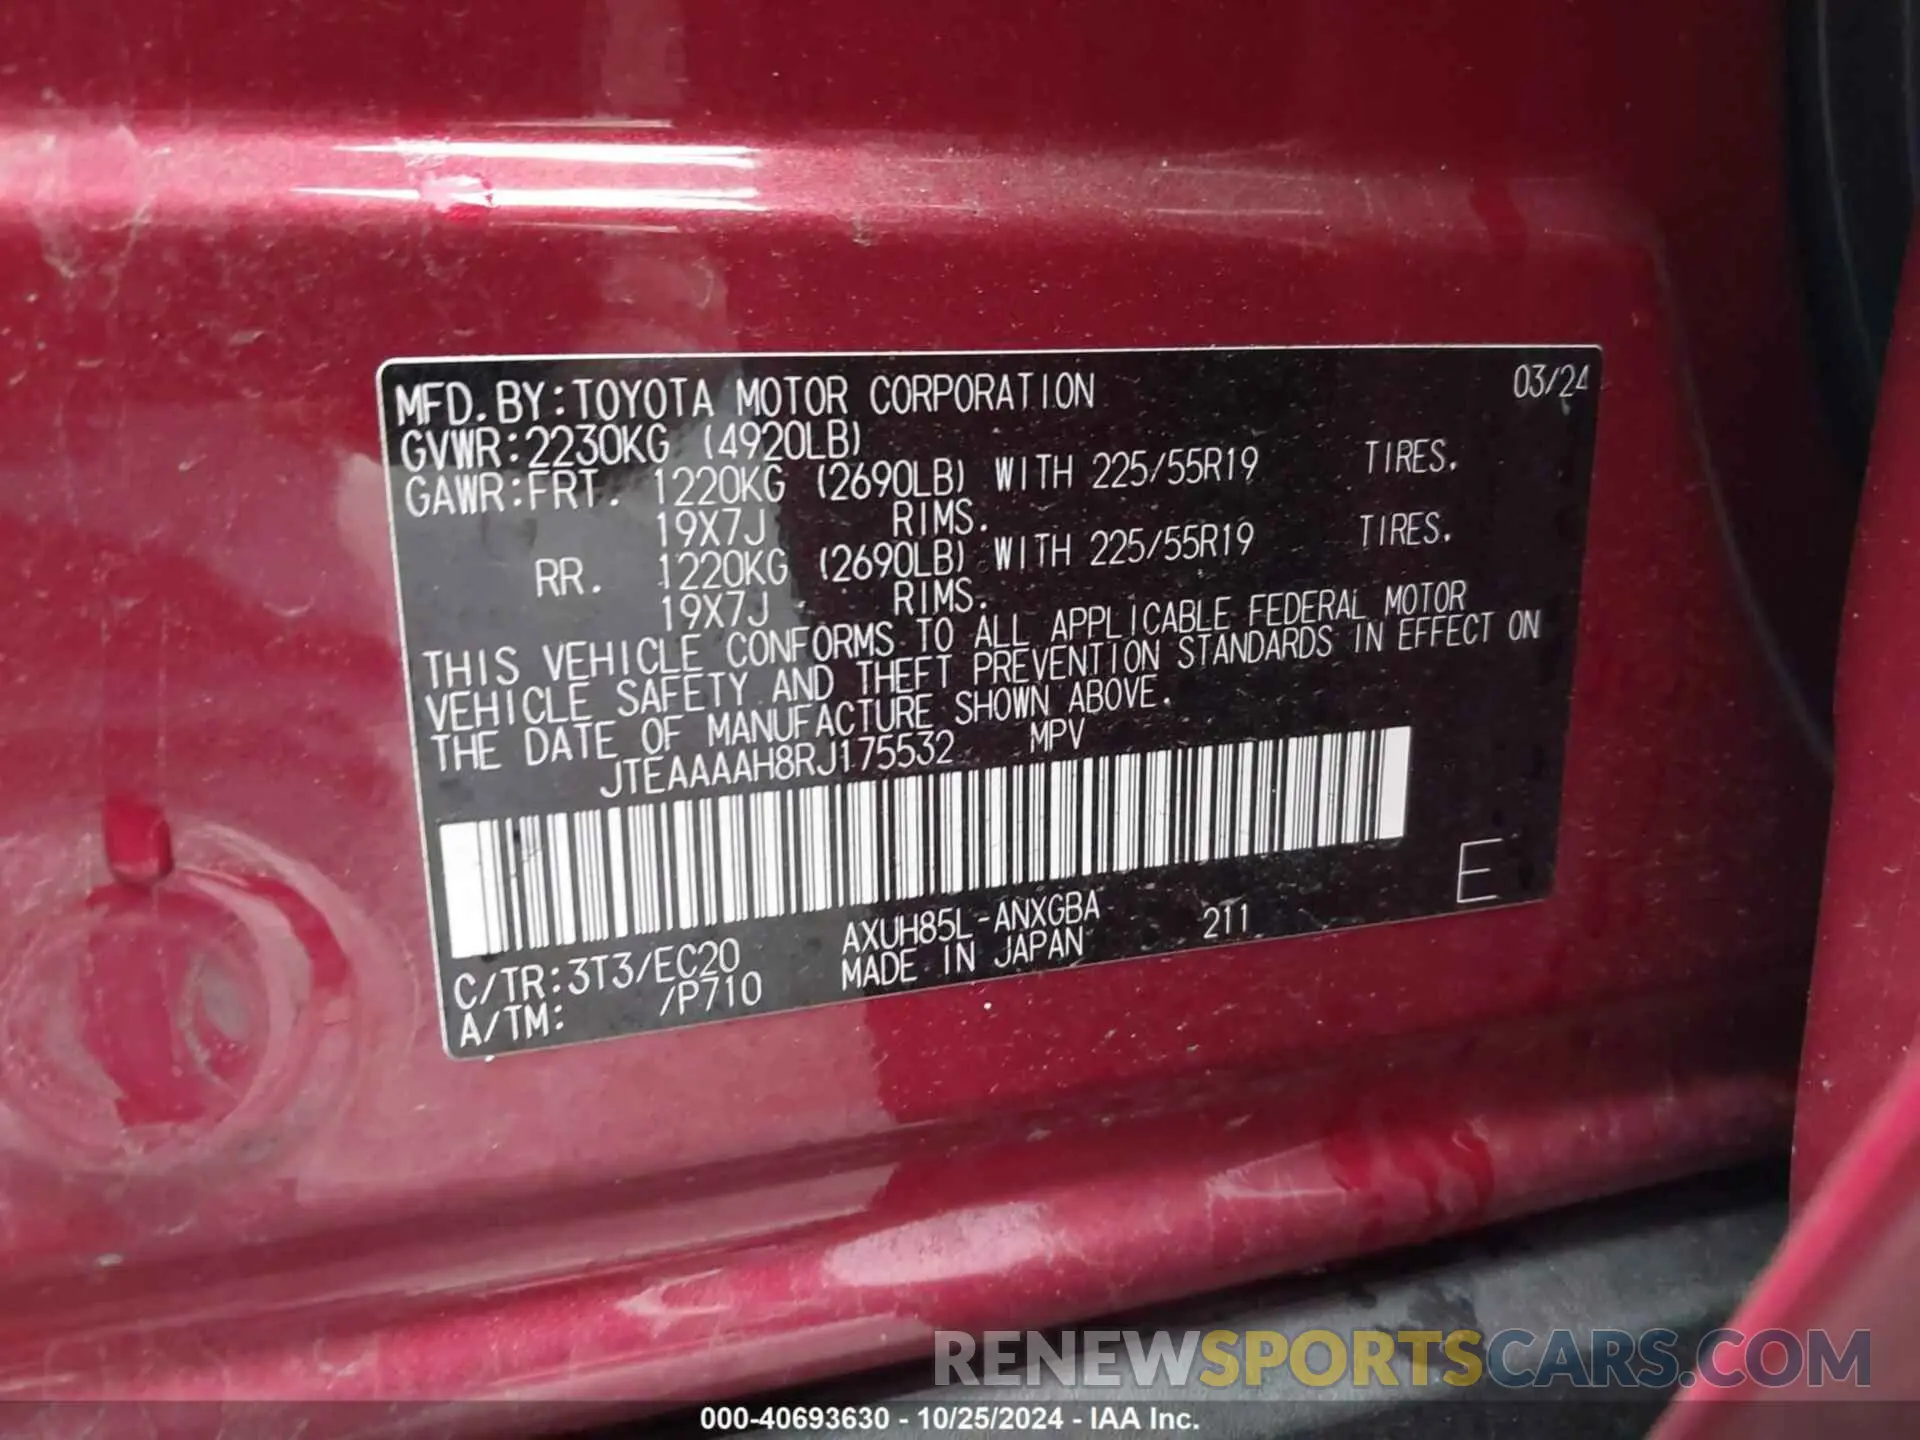 MFD. BY: TOYOTA MOTOR CORPORATION 03/24
GVWR: 2230KG (4920LB)
GAWR: FRT. 1220KG (2690LB) WITH 225/55R19 TIRES.
19X7J RIMS.
RR. 1220KG (2690LB) WITH 225/55R19 TIRES.
19X7J RIMS.
THIS VEHICLE CONFORMS TO ALL APPLICABLE FEDERAL MOTOR
VEHICLE SAFETY AND THEFT PREVENTION STANDARDS IN EFFECT ON
THE DATE OF MANUFACTURE SHOWN ABOVE.
JTEAAAAH8RJ175532 MPV
E
C/TR: 3T3/EC20 AXUH85L-ANXGBA 211
A/TM: /P710 MADE IN JAPAN
RENEWSPORTSCARS.COM
000-40693630 - 10/25/2024 - IAA Inc.